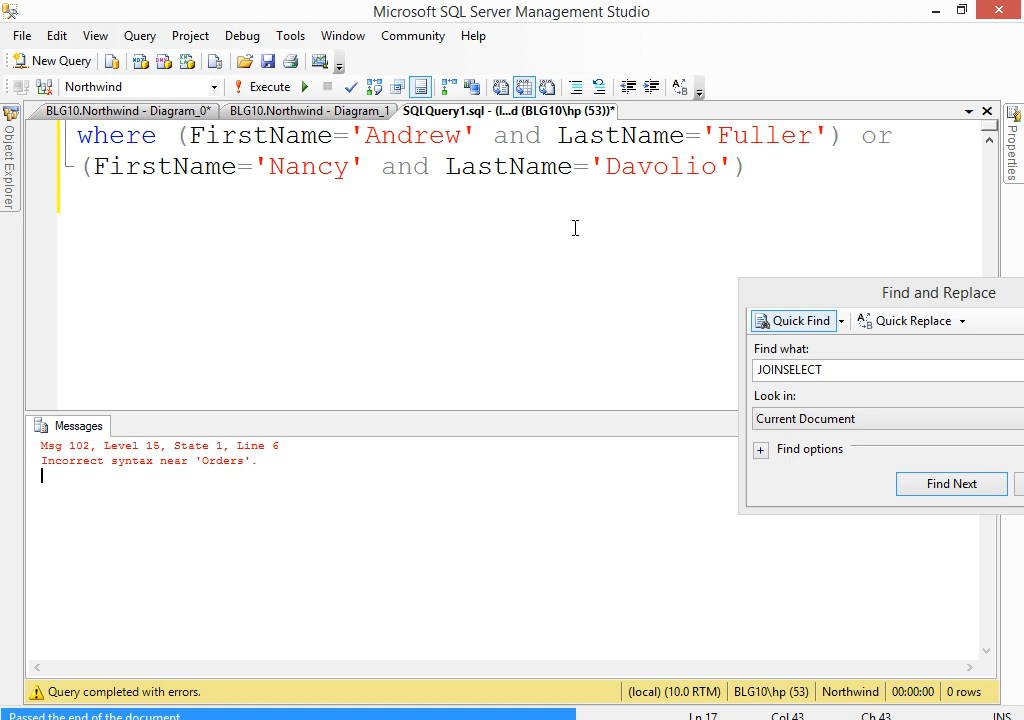 Microsoft SQL Server Management Studio
File Edit View Query Project Debug Tools Window Community Help
New Query
Northwind Execute
BLG10.Northwind - Diagram_0* BLG10.Northwind - Diagram_1 SQLQuery1.sql - (l...d (BLG10\hp (53))*
Object Explorer
Properties
where (FirstName='Andrew' and LastName='Fuller') or
(FirstName='Nancy' and LastName='Davolio')
Find and Replace
Quick Find Quick Replace
Find what:
JOINSELECT
Look in:
Current Document
+ Find options
Find Next
Messages
Msg 102, Level 15, State 1, Line 6
Incorrect syntax near 'Orders'.
Query completed with errors. (local) (10.0 RTM) BLG10\hp (53) Northwind 00:00:00 0 rows
Passed the end of the document Ln 17 Col 43 Ch 43 INS